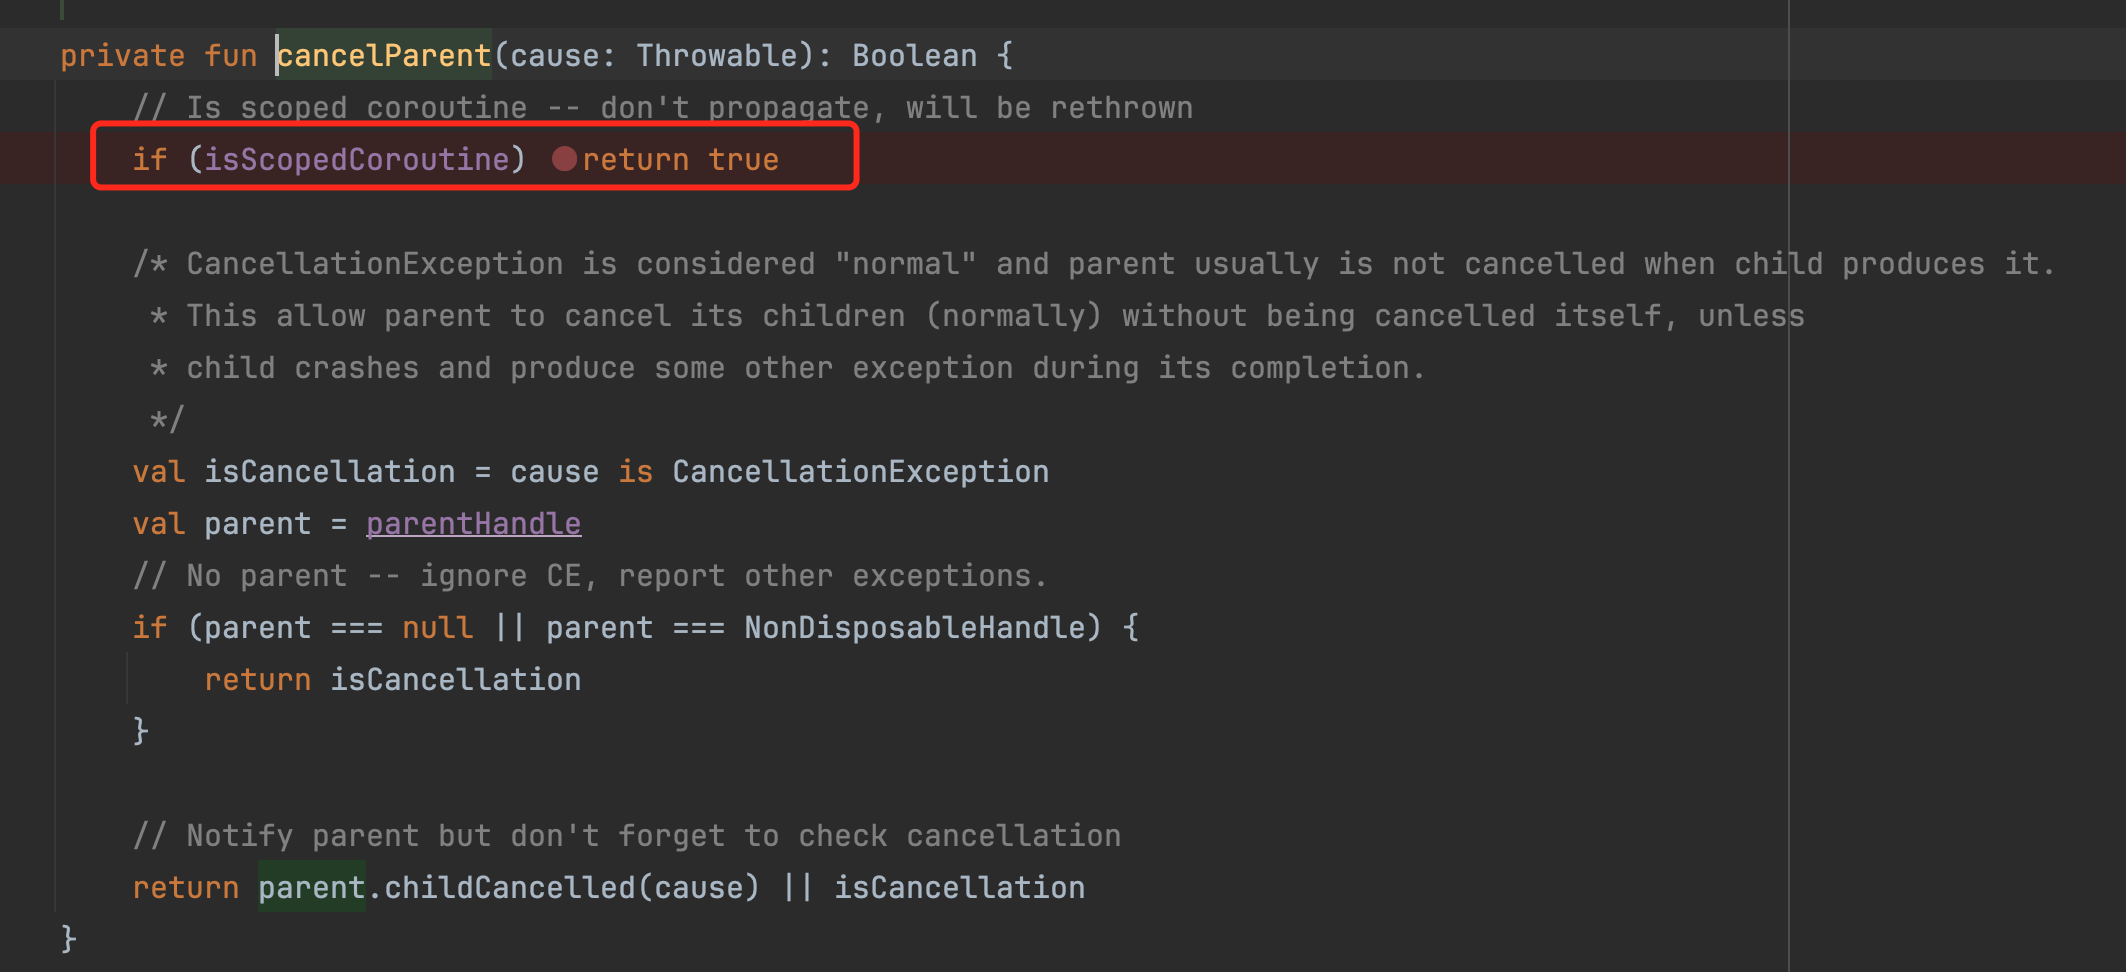 private fun cancelParent(cause: Throwable): Boolean {
// Is scoped coroutine -- don't propagate, will be rethrown
if (isScopedCoroutine) return true
/* CancellationException is considered "normal" and parent usually is not cancelled when child produces it.
* This allow parent to cancel its children (normally) without being cancelled itself, unless
* child crashes and produce some other exception during its completion.
*/
val isCancellation = cause is CancellationException
val parent = parentHandle
// No parent -- ignore CE, report other exceptions.
if (parent === null || parent === NonDisposableHandle) {
return isCancellation
}
// Notify parent but don't forget to check cancellation
return parent.childCancelled(cause) || isCancellation
}